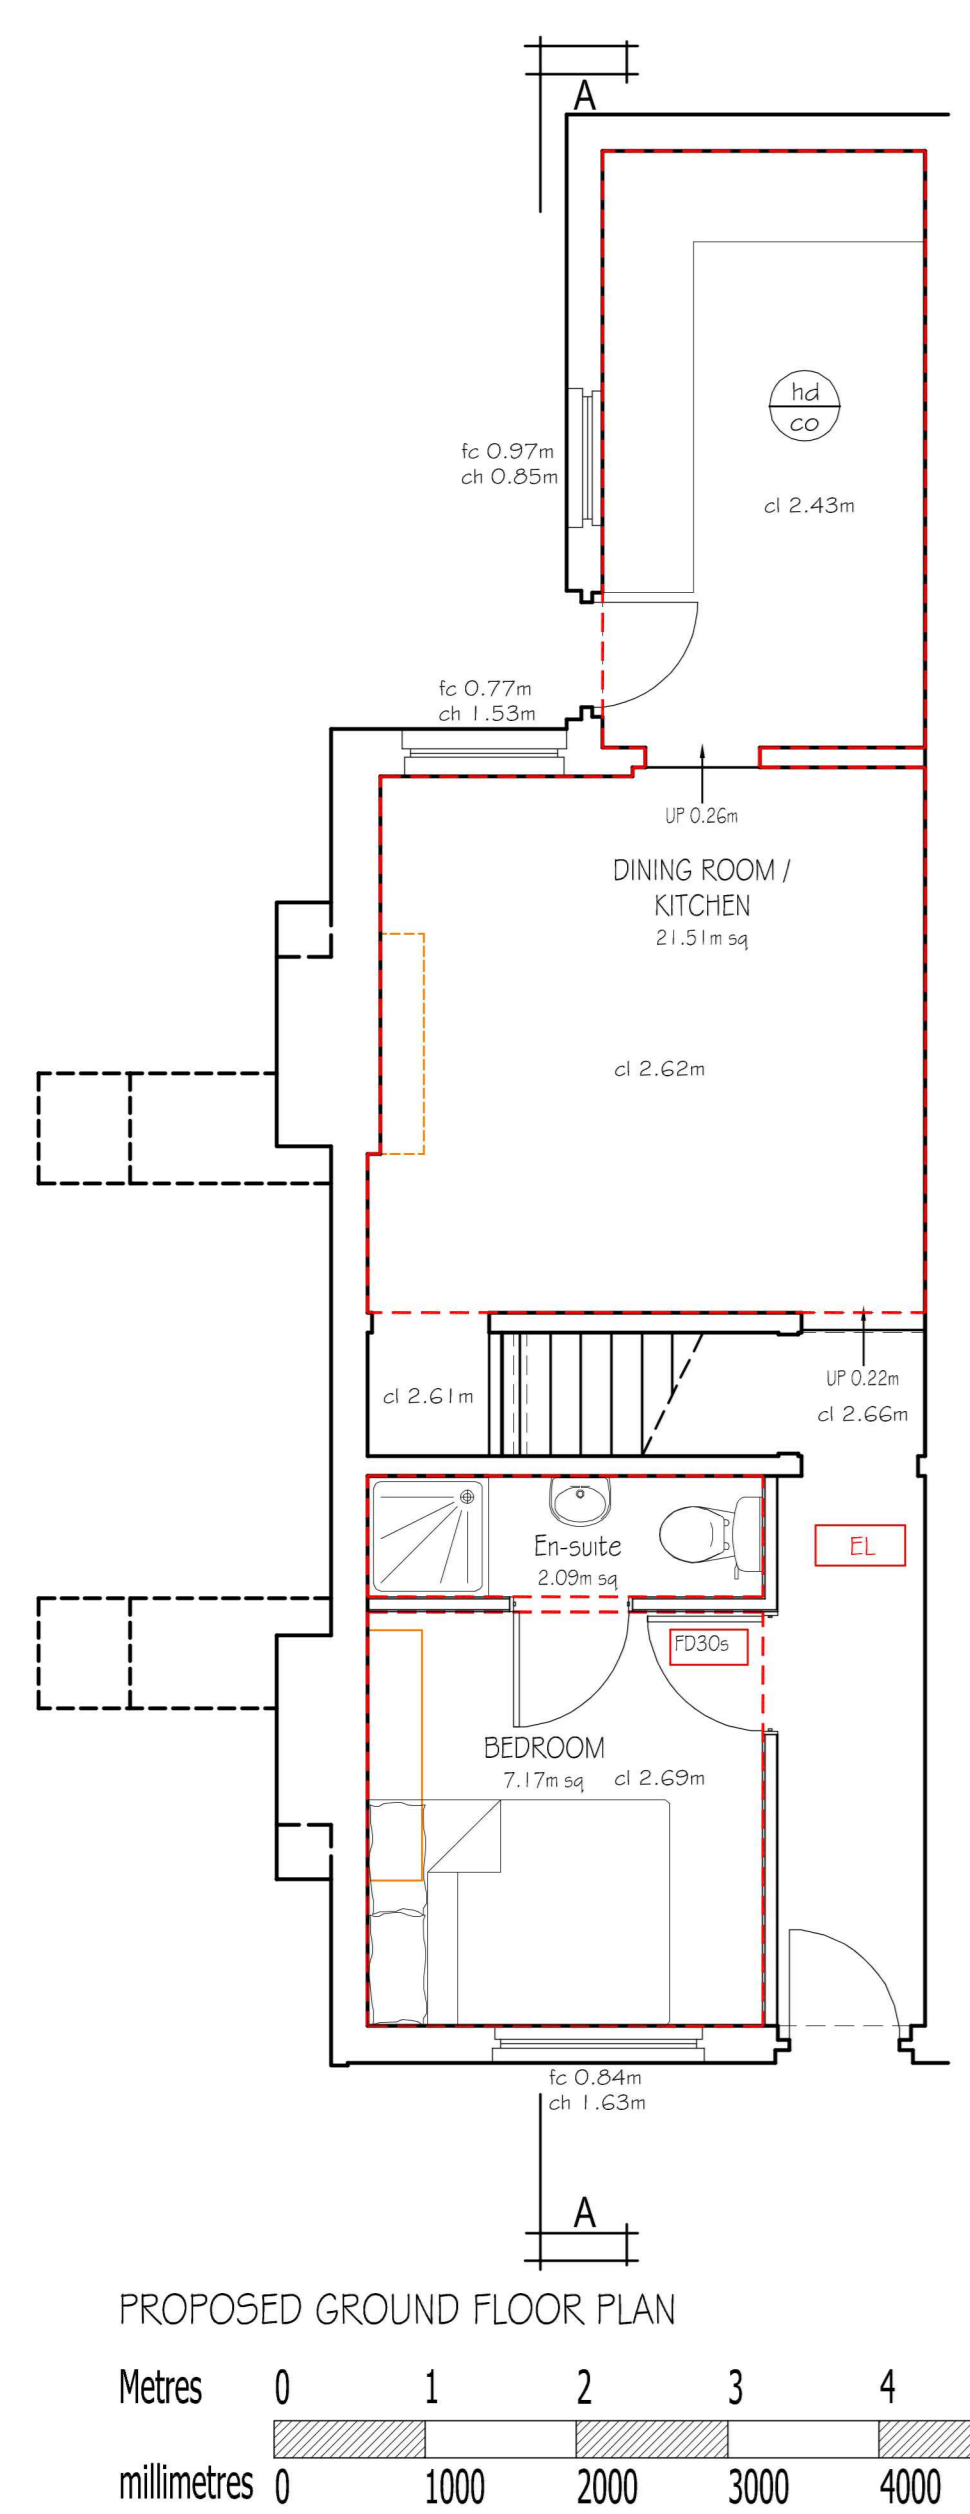 A
hd
co
fc 0.97m
ch 0.85m
cl 2.43m
fc 0.77m
ch 1.53m
UP 0.26m
DINING ROOM /
KITCHEN
21.51m sq
cl 2.62m
UP 0.22m
cl 2.61m
cl 2.66m
En-suite
2.09m sq
EL
FD30s
BEDROOM
7.17m sq cl 2.69m
fc 0.84m
ch 1.63m
A
PROPOSED GROUND FLOOR PLAN
Metres 0 1 2 3 4
millimetres 0 1000 2000 3000 4000